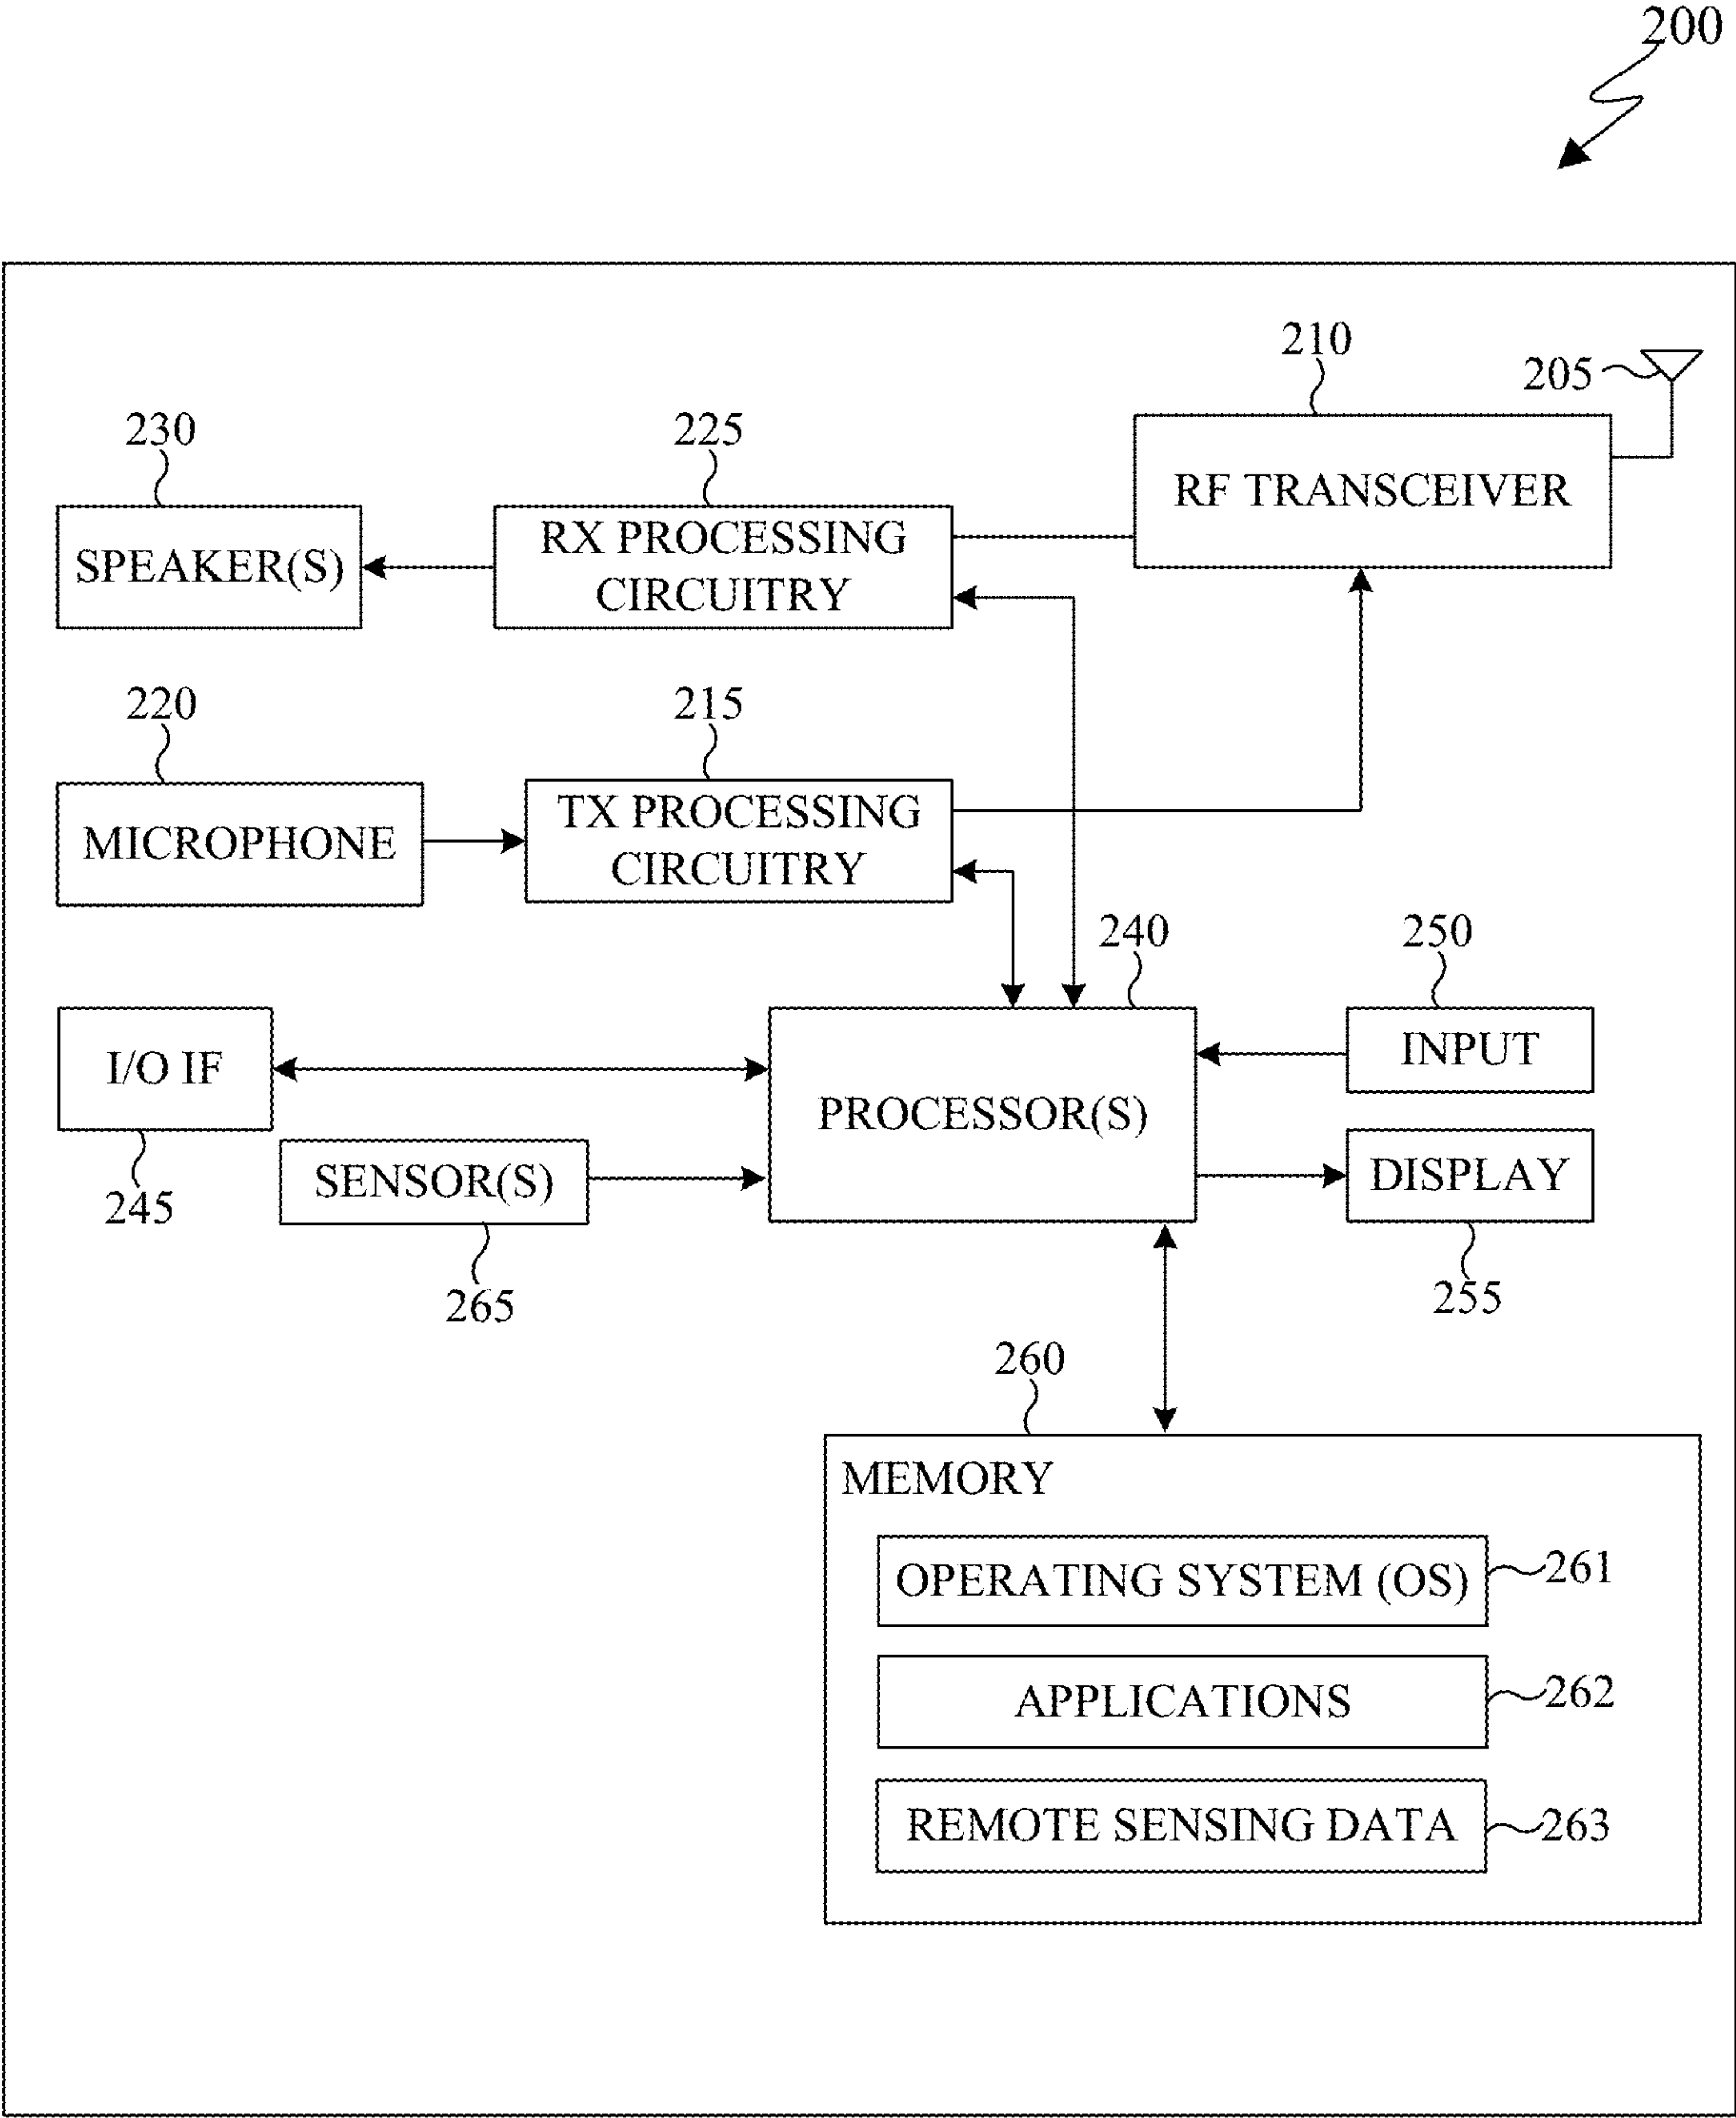 200
210
205
230
225
RF TRANSCEIVER
SPEAKER(S)
RX PROCESSING
CIRCUITRY
220
215
MICROPHONE
TX PROCESSING
CIRCUITRY
240
250
I/O IF
PROCESSOR(S)
INPUT
SENSOR(S)
DISPLAY
245
265
255
260
MEMORY
OPERATING SYSTEM (OS)
261
APPLICATIONS
262
REMOTE SENSING DATA
263